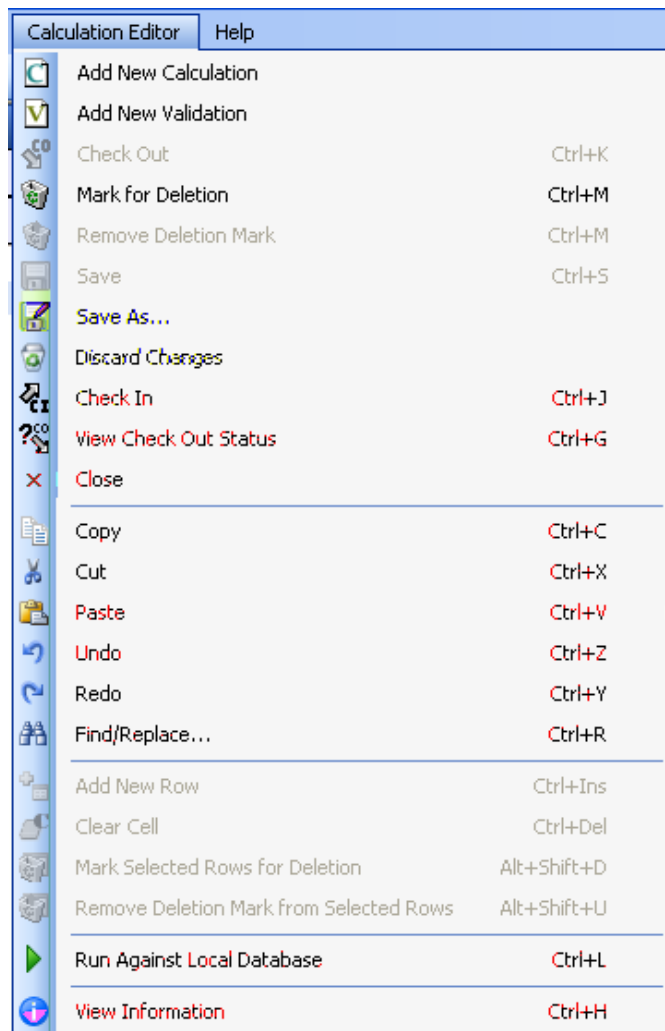 Calculation Editor Help
Add New Calculation
Add New Validation
Check Out Ctrl+K
Mark for Deletion Ctrl+M
Remove Deletion Mark Ctrl+M
Save Ctrl+S
Save As...
Discard Changes
Check In Ctrl+J
View Check Out Status Ctrl+G
Close
Copy Ctrl+C
Cut Ctrl+X
Paste Ctrl+V
Undo Ctrl+Z
Redo Ctrl+Y
Find/Replace... Ctrl+R
Add New Row Ctrl+Ins
Clear Cell Ctrl+Del
Mark Selected Rows for Deletion Alt+Shift+D
Remove Deletion Mark from Selected Rows Alt+Shift+U
Run Against Local Database Ctrl+L
View Information Ctrl+H